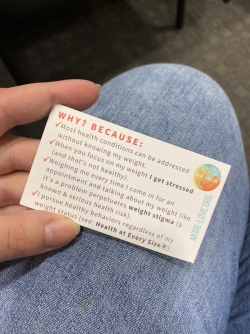 WHY? BECAUSE:
✓Most health conditions can be addressed
without knowing my weight.
✓When you focus on my weight I get stressed
(and that's not healthy).
✓Weighing me every time I come in for an
appointment and talking about my weight like
it's a problem perpetuates weight stigma (a
known & serious health risk).
✓I pursue healthy behaviors regardless of my
weight status (see: Health at Every Size®).
MORE-LOVE.ORG